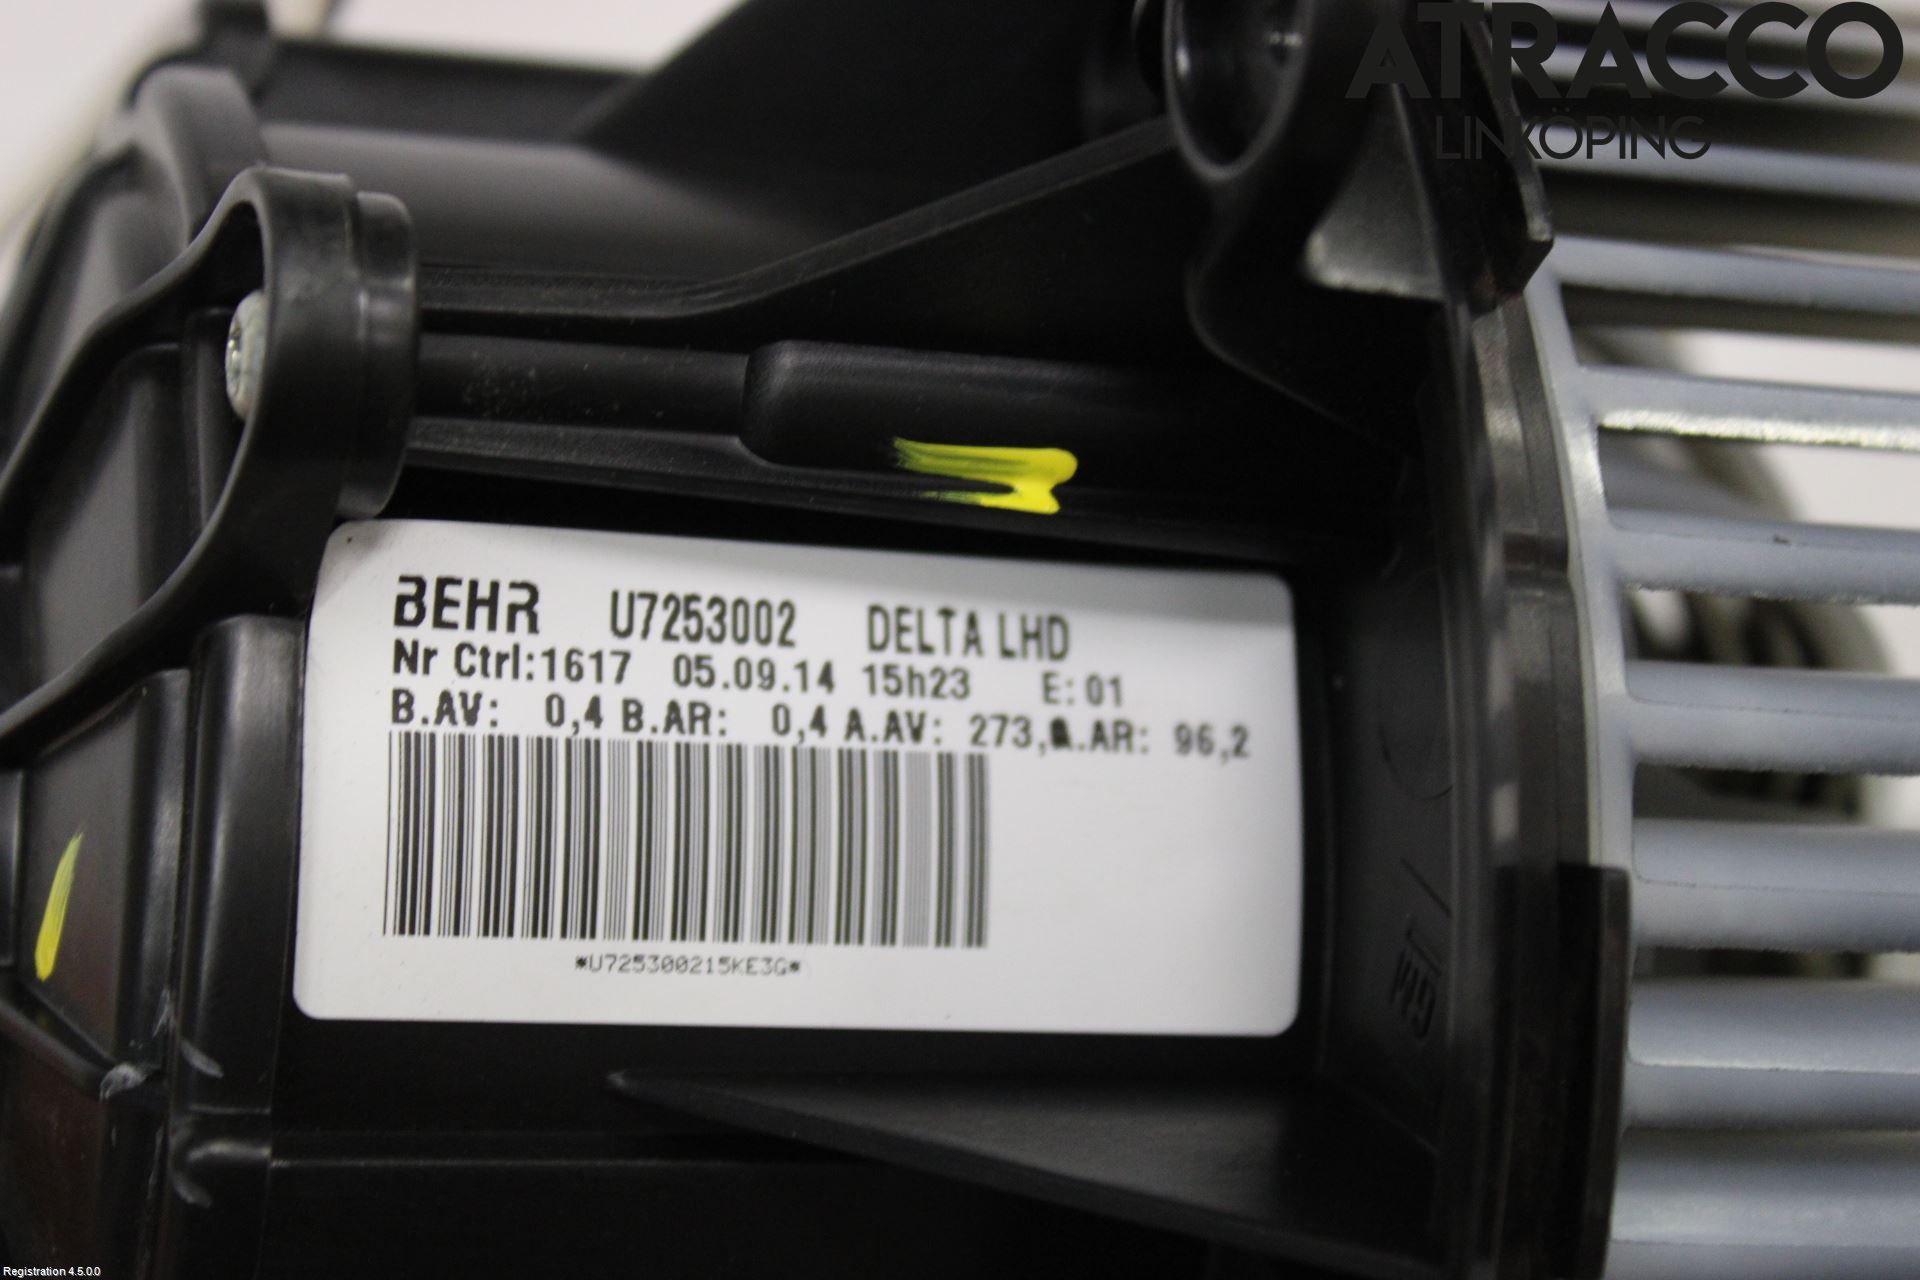 ATRACCO
LINKÖPING
BEHR U7253002 DELTA LHD
Nr Ctrl:1617 05.09.14 15h23 E: 01
B.AV: 0,4 B.AR: 0,4 A.AV: 273, A.AR: 96,2
*U725300215KE3G*
GM
Registration 4.5.0.0